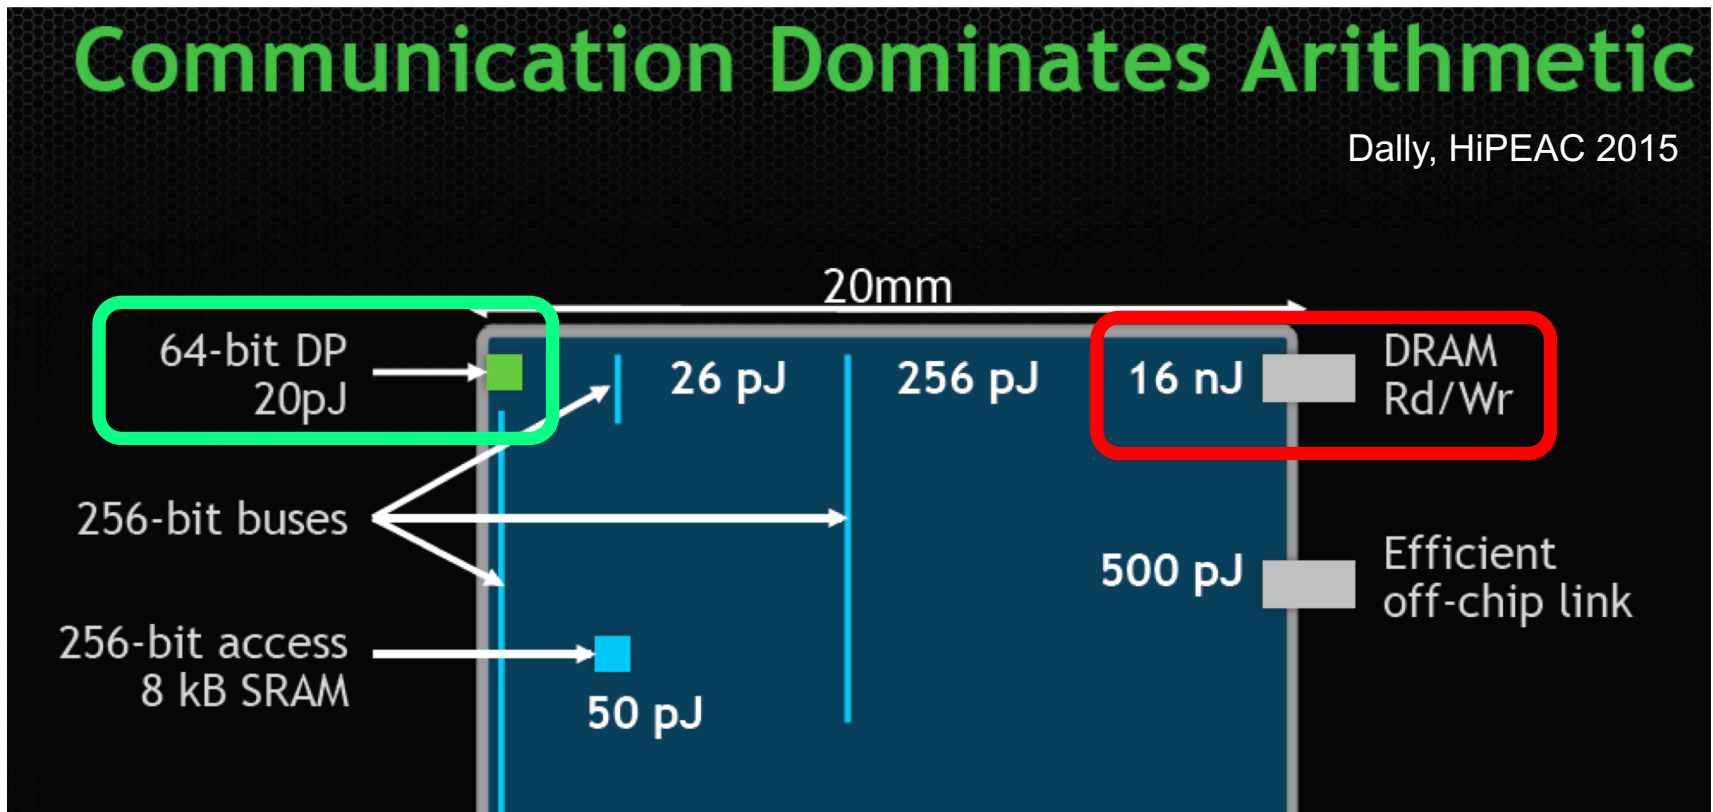 Communication Dominates Arithmetic
Dally, HiPEAC 2015
20mm
64-bit DP
20pJ
26 pJ
256 pJ
16 nJ
DRAM
Rd/Wr
256-bit buses
500 pJ
Efficient
off-chip link
256-bit access
8 kB SRAM
50 pJ